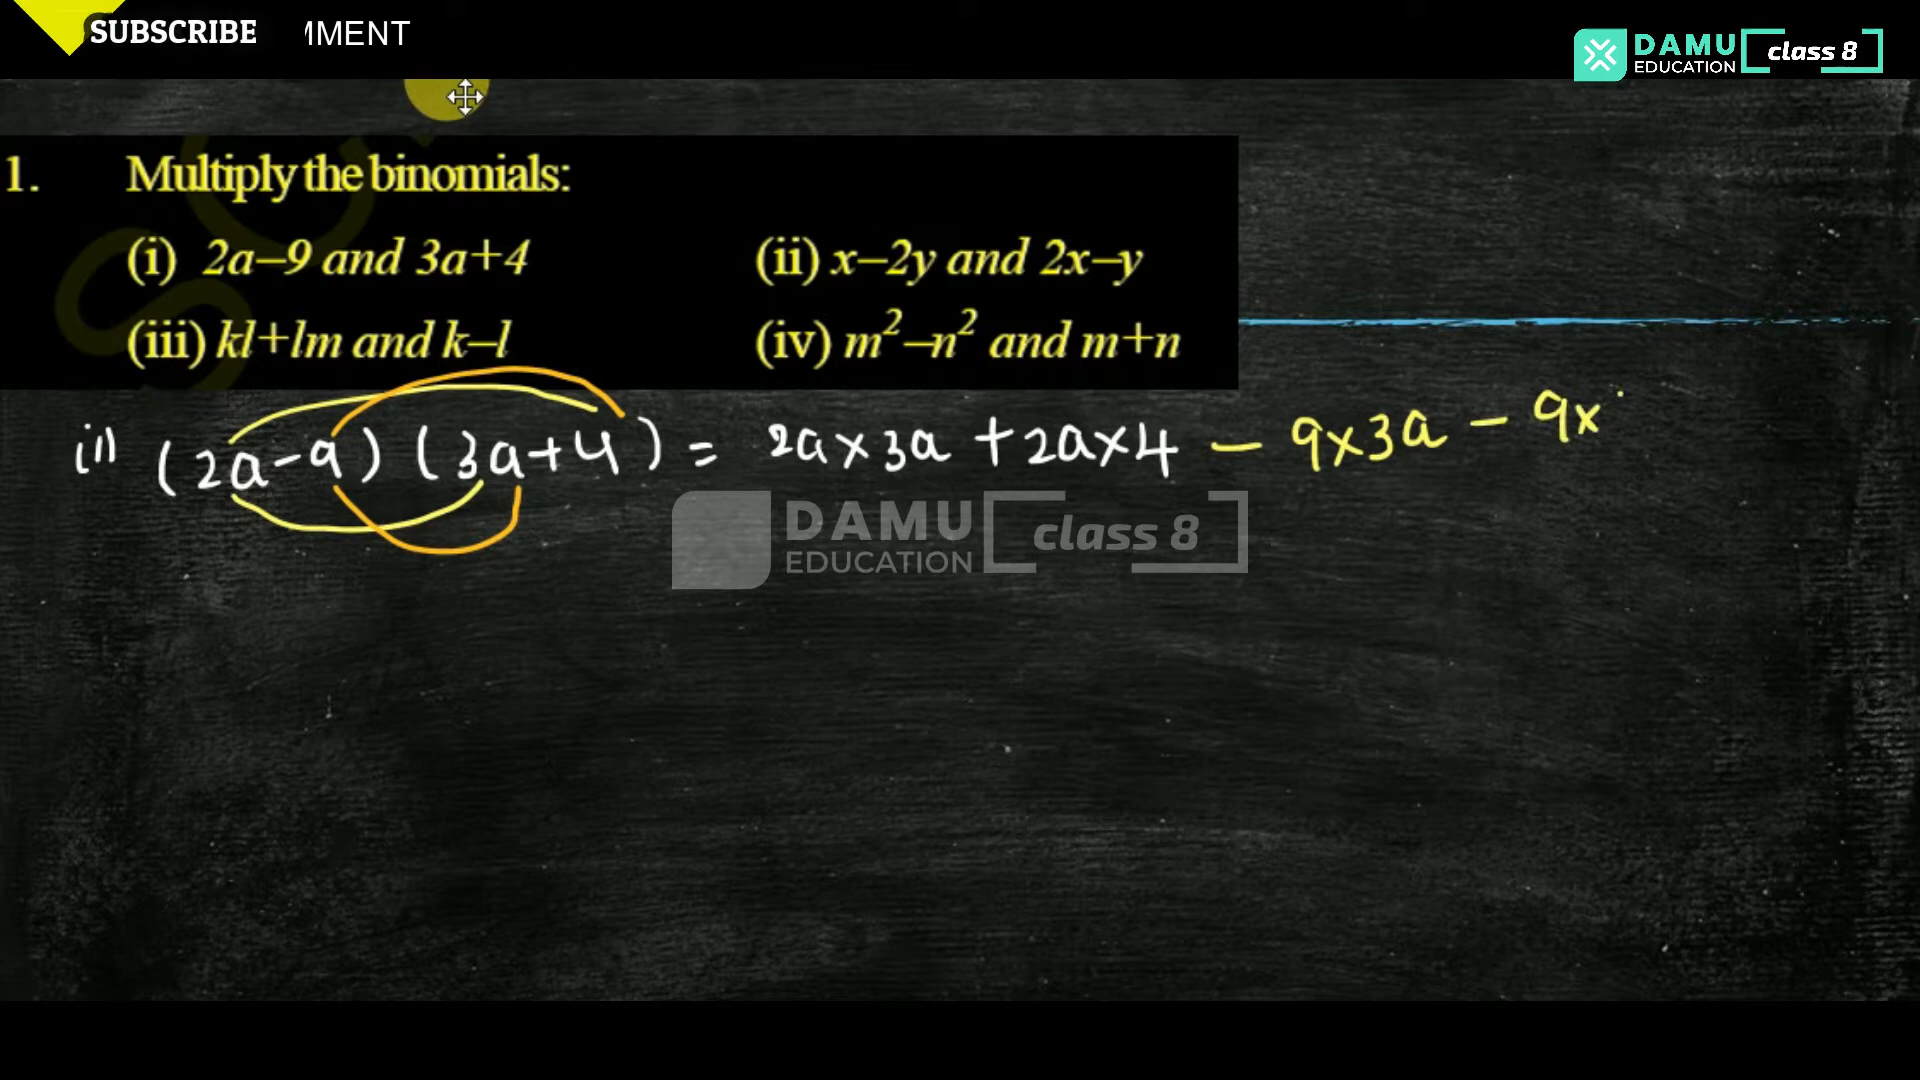 SUBSCRIBE MENT
DAMU
EDUCATION
class 8
1. Multiply the binomials:
(i) 2a–9 and 3a+4 (ii) x–2y and 2x–y
(iii) kl+lm and k–l (iv) m²–n² and m+n
(2a-9) (3a+4) = 2a×3a + 2a×4 - 9×3a - 9×
DAMU
EDUCATION
class 8